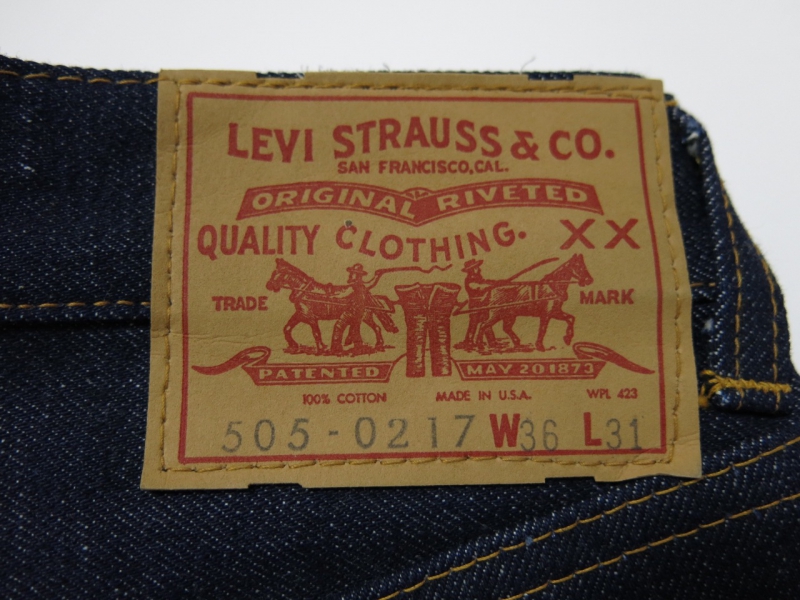 LEVI STRAUSS & CO.
SAN FRANCISCO, CAL.
ORIGINAL RIVETED
QUALITY CLOTHING. XX
TRADE MARK
PATENTED MAY 20 1873
100% COTTON MADE IN U.S.A. WPL 423
505-0217 W36 L31